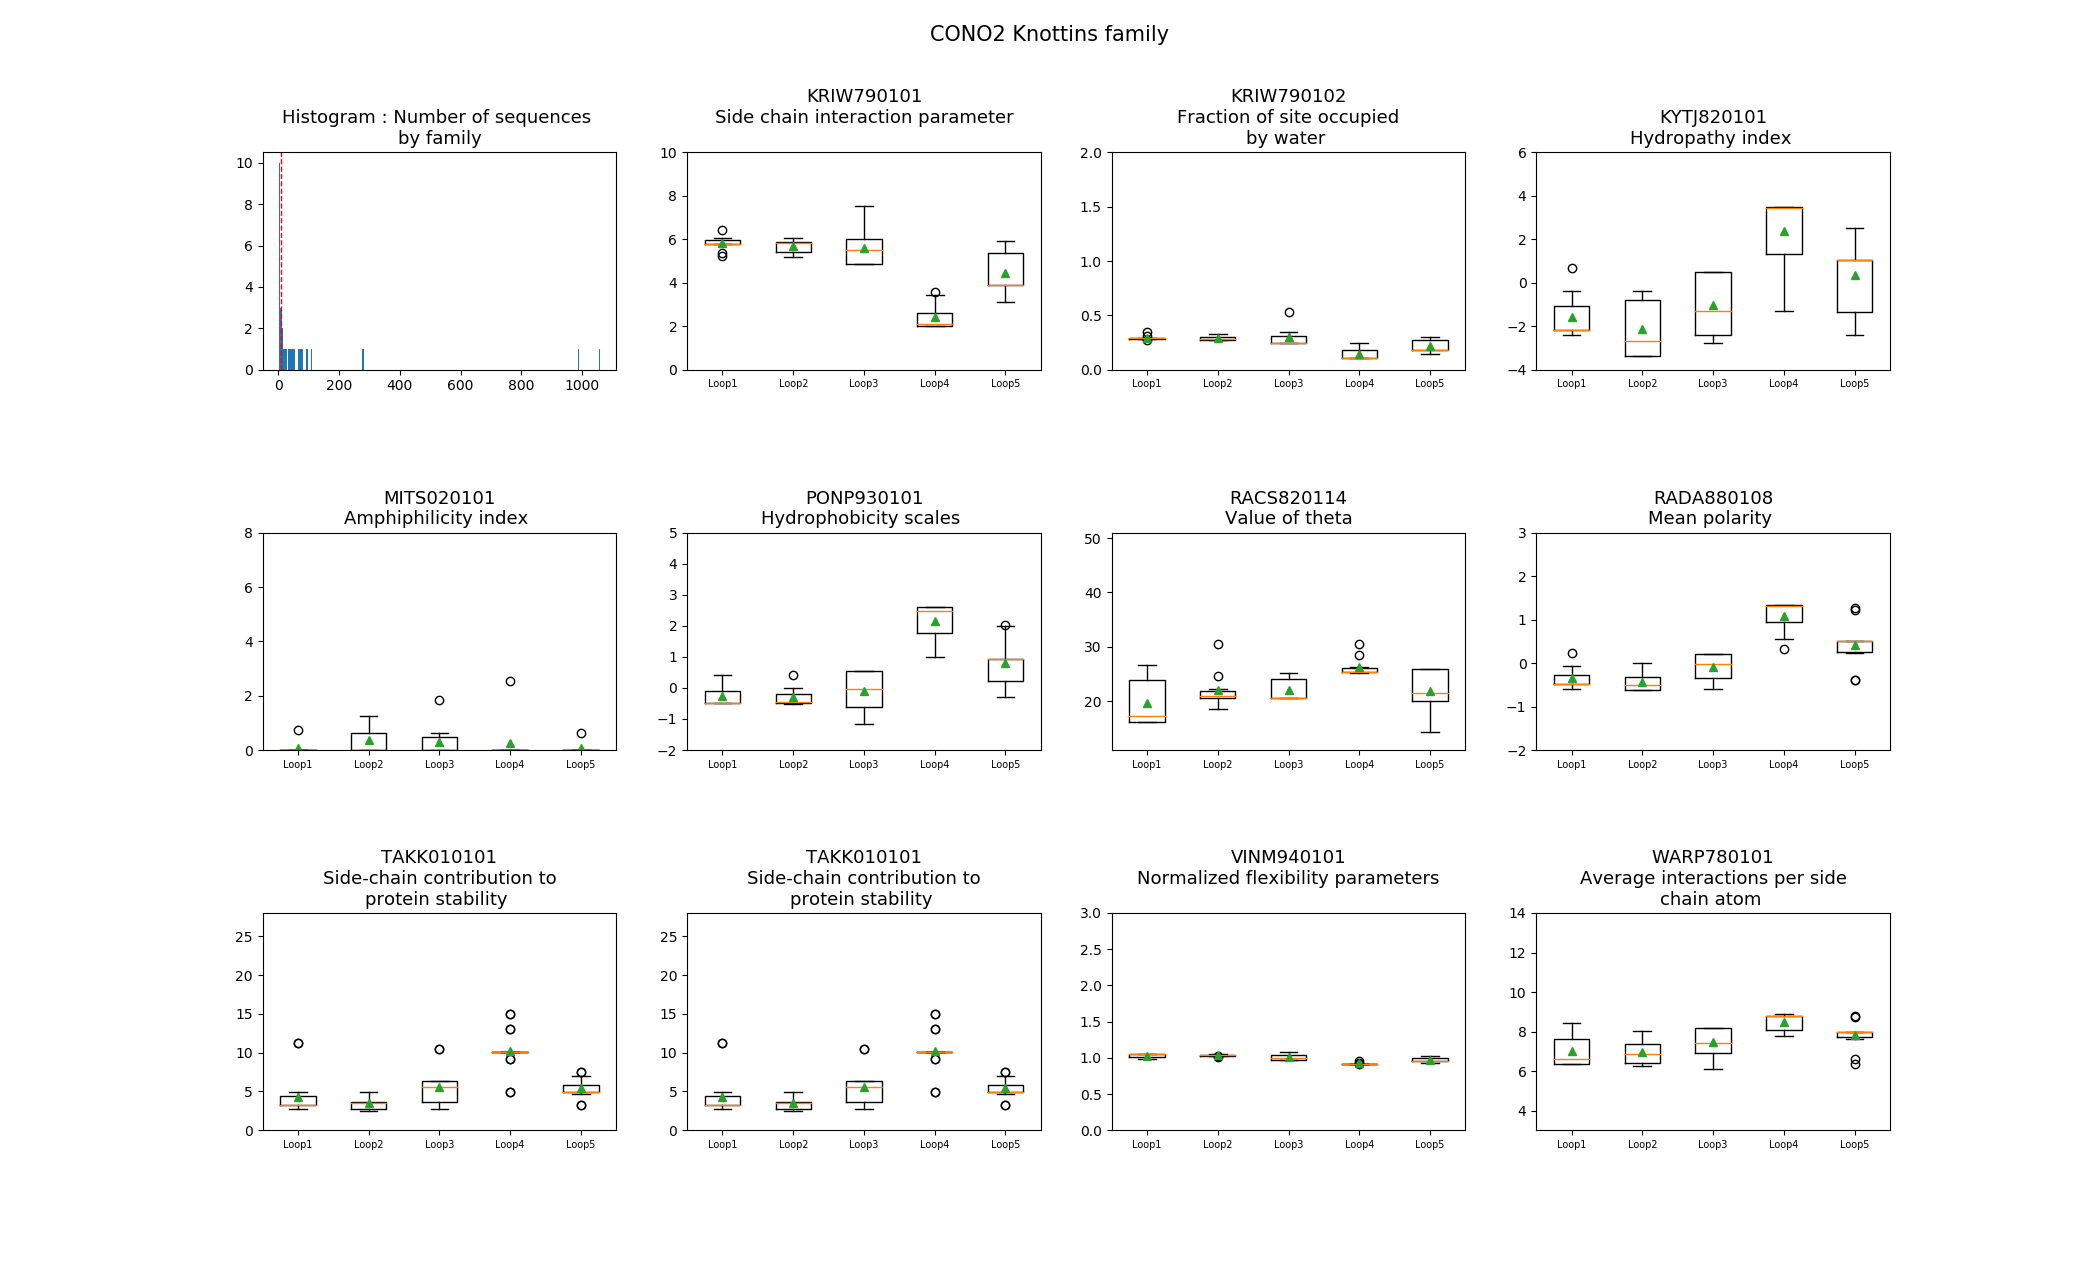 CONO2 Knottins family
Histogram : Number of sequences
by family
10
8
6
4
2
0
0 200 400 600 800 1000
KRIW790101
Side chain interaction parameter
10
8
6
4
2
0
Loop1 Loop2 Loop3 Loop4 Loop5
KRIW790102
Fraction of site occupied
by water
2.0
1.5
1.0
0.5
0.0
Loop1 Loop2 Loop3 Loop4 Loop5
KYTJ820101
Hydropathy index
6
4
2
0
−2
−4
Loop1 Loop2 Loop3 Loop4 Loop5
MITS020101
Amphiphilicity index
8
6
4
2
0
Loop1 Loop2 Loop3 Loop4 Loop5
PONP930101
Hydrophobicity scales
5
4
3
2
1
0
−1
−2
Loop1 Loop2 Loop3 Loop4 Loop5
RACS820114
Value of theta
50
40
30
20
Loop1 Loop2 Loop3 Loop4 Loop5
RADA880108
Mean polarity
3
2
1
0
−1
−2
Loop1 Loop2 Loop3 Loop4 Loop5
TAKK010101
Side-chain contribution to
protein stability
25
20
15
10
5
0
Loop1 Loop2 Loop3 Loop4 Loop5
TAKK010101
Side-chain contribution to
protein stability
25
20
15
10
5
0
Loop1 Loop2 Loop3 Loop4 Loop5
VINM940101
Normalized flexibility parameters
3.0
2.5
2.0
1.5
1.0
0.5
0.0
Loop1 Loop2 Loop3 Loop4 Loop5
WARP780101
Average interactions per side
chain atom
14
12
10
8
6
4
Loop1 Loop2 Loop3 Loop4 Loop5